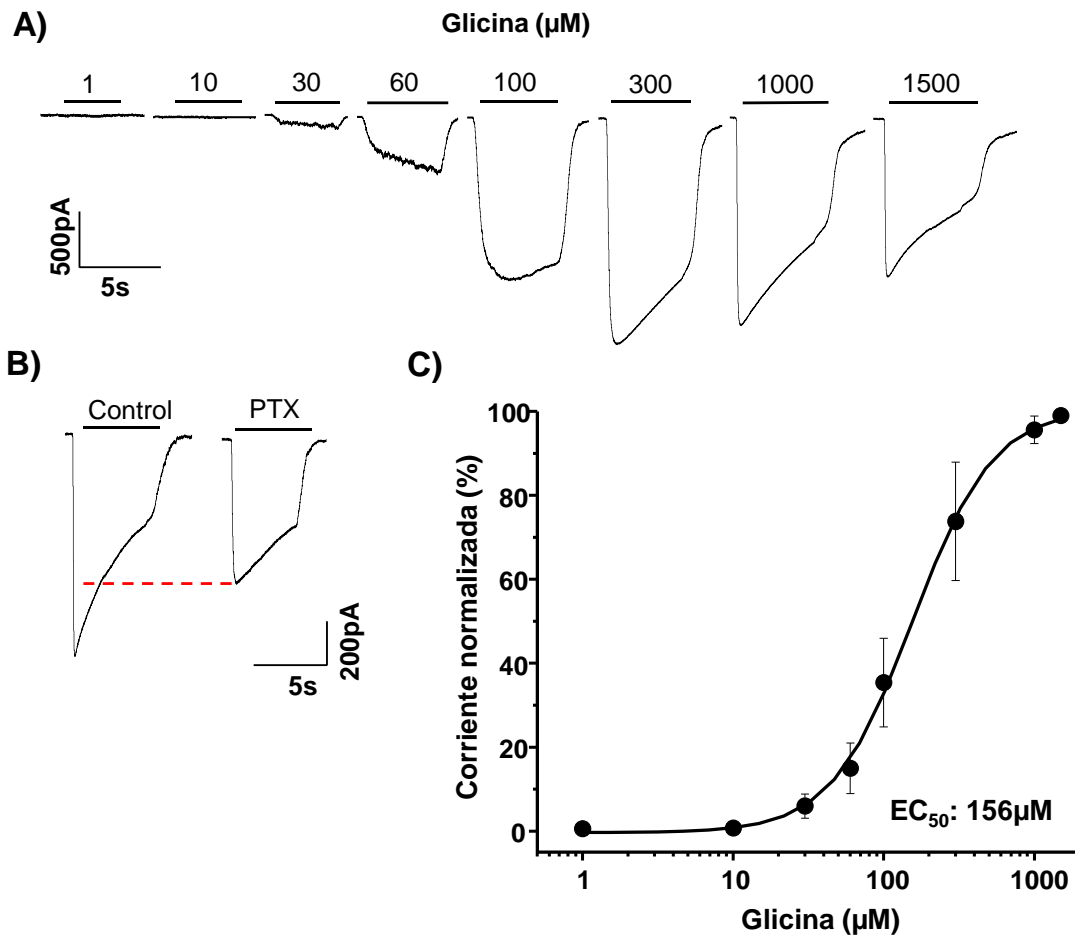 A)
Glicina (µM)
1 10 30 60 100 300 1000 1500
500pA
5s
B)
Control PTX
200pA
5s
C)
Corriente normalizada (%)
100
80
60
40
20
0
EC₅₀: 156µM
1 10 100 1000
Glicina (µM)